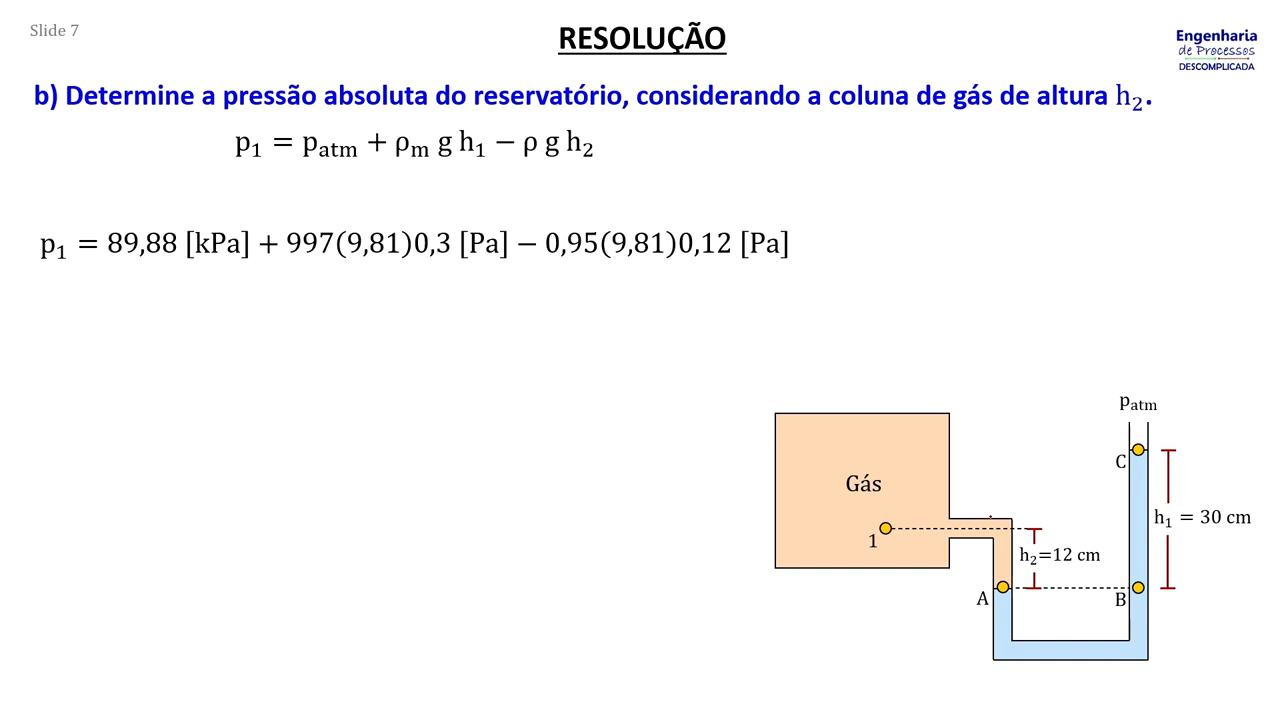 Slide 7
RESOLUÇÃO
Engenharia
de Processos
DESCOMPLICADA
b) Determine a pressão absoluta do reservatório, considerando a coluna de gás de altura h₂.
p₁ = pₐₜₘ + ρₘ g h₁ − ρ g h₂
p₁ = 89,88 [kPa] + 997(9,81)0,3 [Pa] − 0,95(9,81)0,12 [Pa]
pₐₜₘ
C
Gás
h₁ = 30 cm
1
h₂=12 cm
A
B